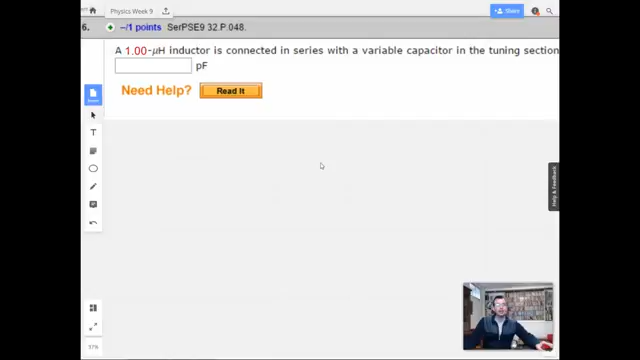 Physics Week 9
Share
6. --/1 points SerPSE9 32.P.048.
A 1.00-μH inductor is connected in series with a variable capacitor in the tuning section
pF
Need Help? Read It
T
Help & Feedback